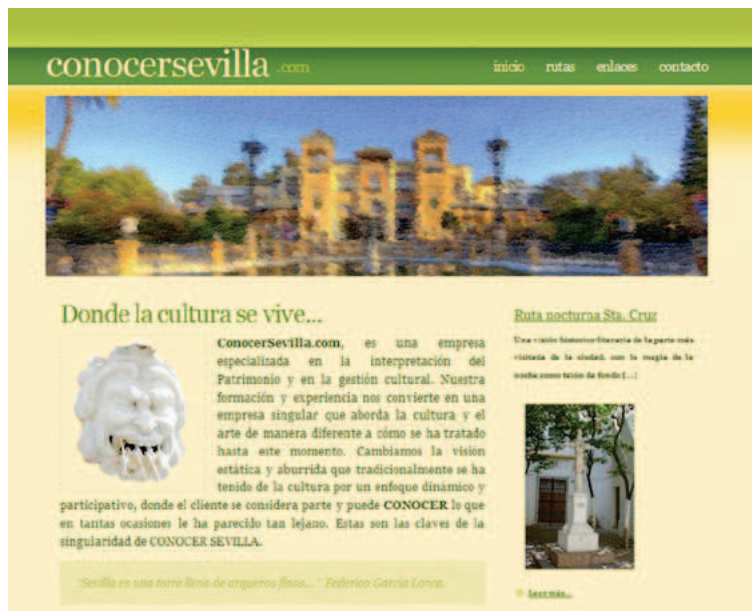 conocersevilla .com
inicio rutas enlaces contacto
Donde la cultura se vive...
ConocerSevilla.com, es una empresa
especializada en la interpretación del
Patrimonio y en la gestión cultural. Nuestra
formación y experiencia nos convierte en una
empresa singular que aborda la cultura y el
arte de manera diferente a cómo se ha tratado
hasta este momento. Cambiamos la visión
estática y aburrida que tradicionalmente se ha
tenido de la cultura por un enfoque dinámico y
participativo, donde el cliente se considera parte y puede CONOCER lo que
en tantas ocasiones le ha parecido tan lejano. Estas son las claves de la
singularidad de CONOCER SEVILLA.
"Sevilla es una torre llena de arqueros finos..." Federico García Lorca.
Ruta nocturna Sta. Cruz
Una visión histórico-literaria de la parte más
visitada de la ciudad, con la magia de la
noche como telón de fondo [...]
Leer más...